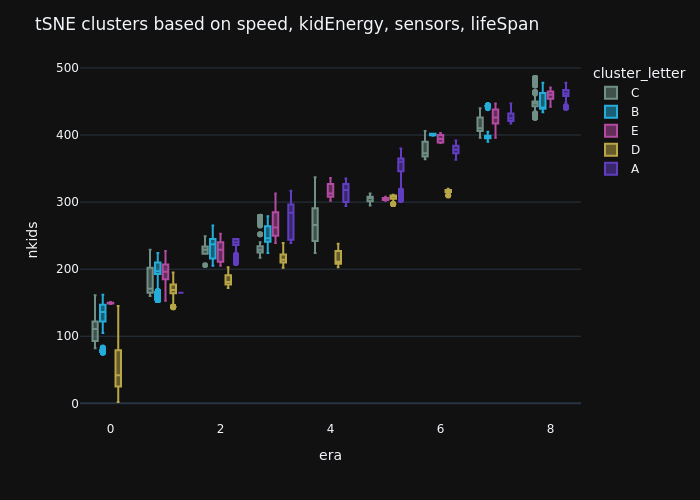 tSNE clusters based on speed, kidEnergy, sensors, lifeSpan
500
400
300
200
100
0
nkids
0 2 4 6 8
era
cluster_letter
C
B
E
D
A